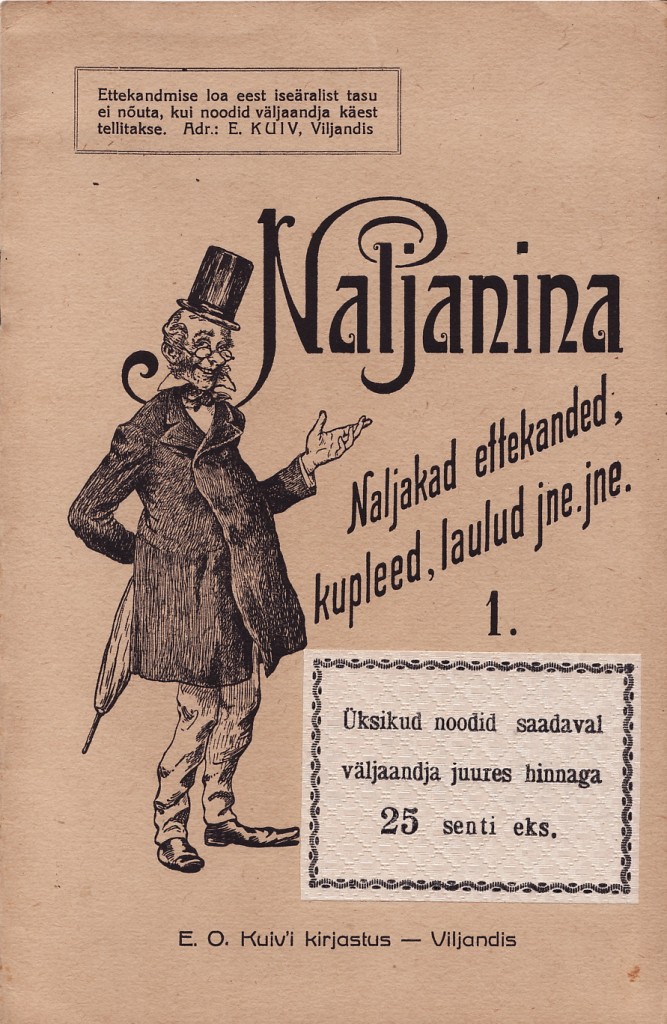 Ettekandmise loa eest iseäralist tasu
ei nõuta, kui noodid väljaandja käest
tellitakse. Adr.: E. KUIV, Viljandis
Naljanina
Naljakad ettekanded,
kupleed, laulud jne. jne.
1.
Üksikud noodid saadaval
väljaandja juures hinnaga
25 senti eks.
E. O. Kuiv'i kirjastus — Viljandis